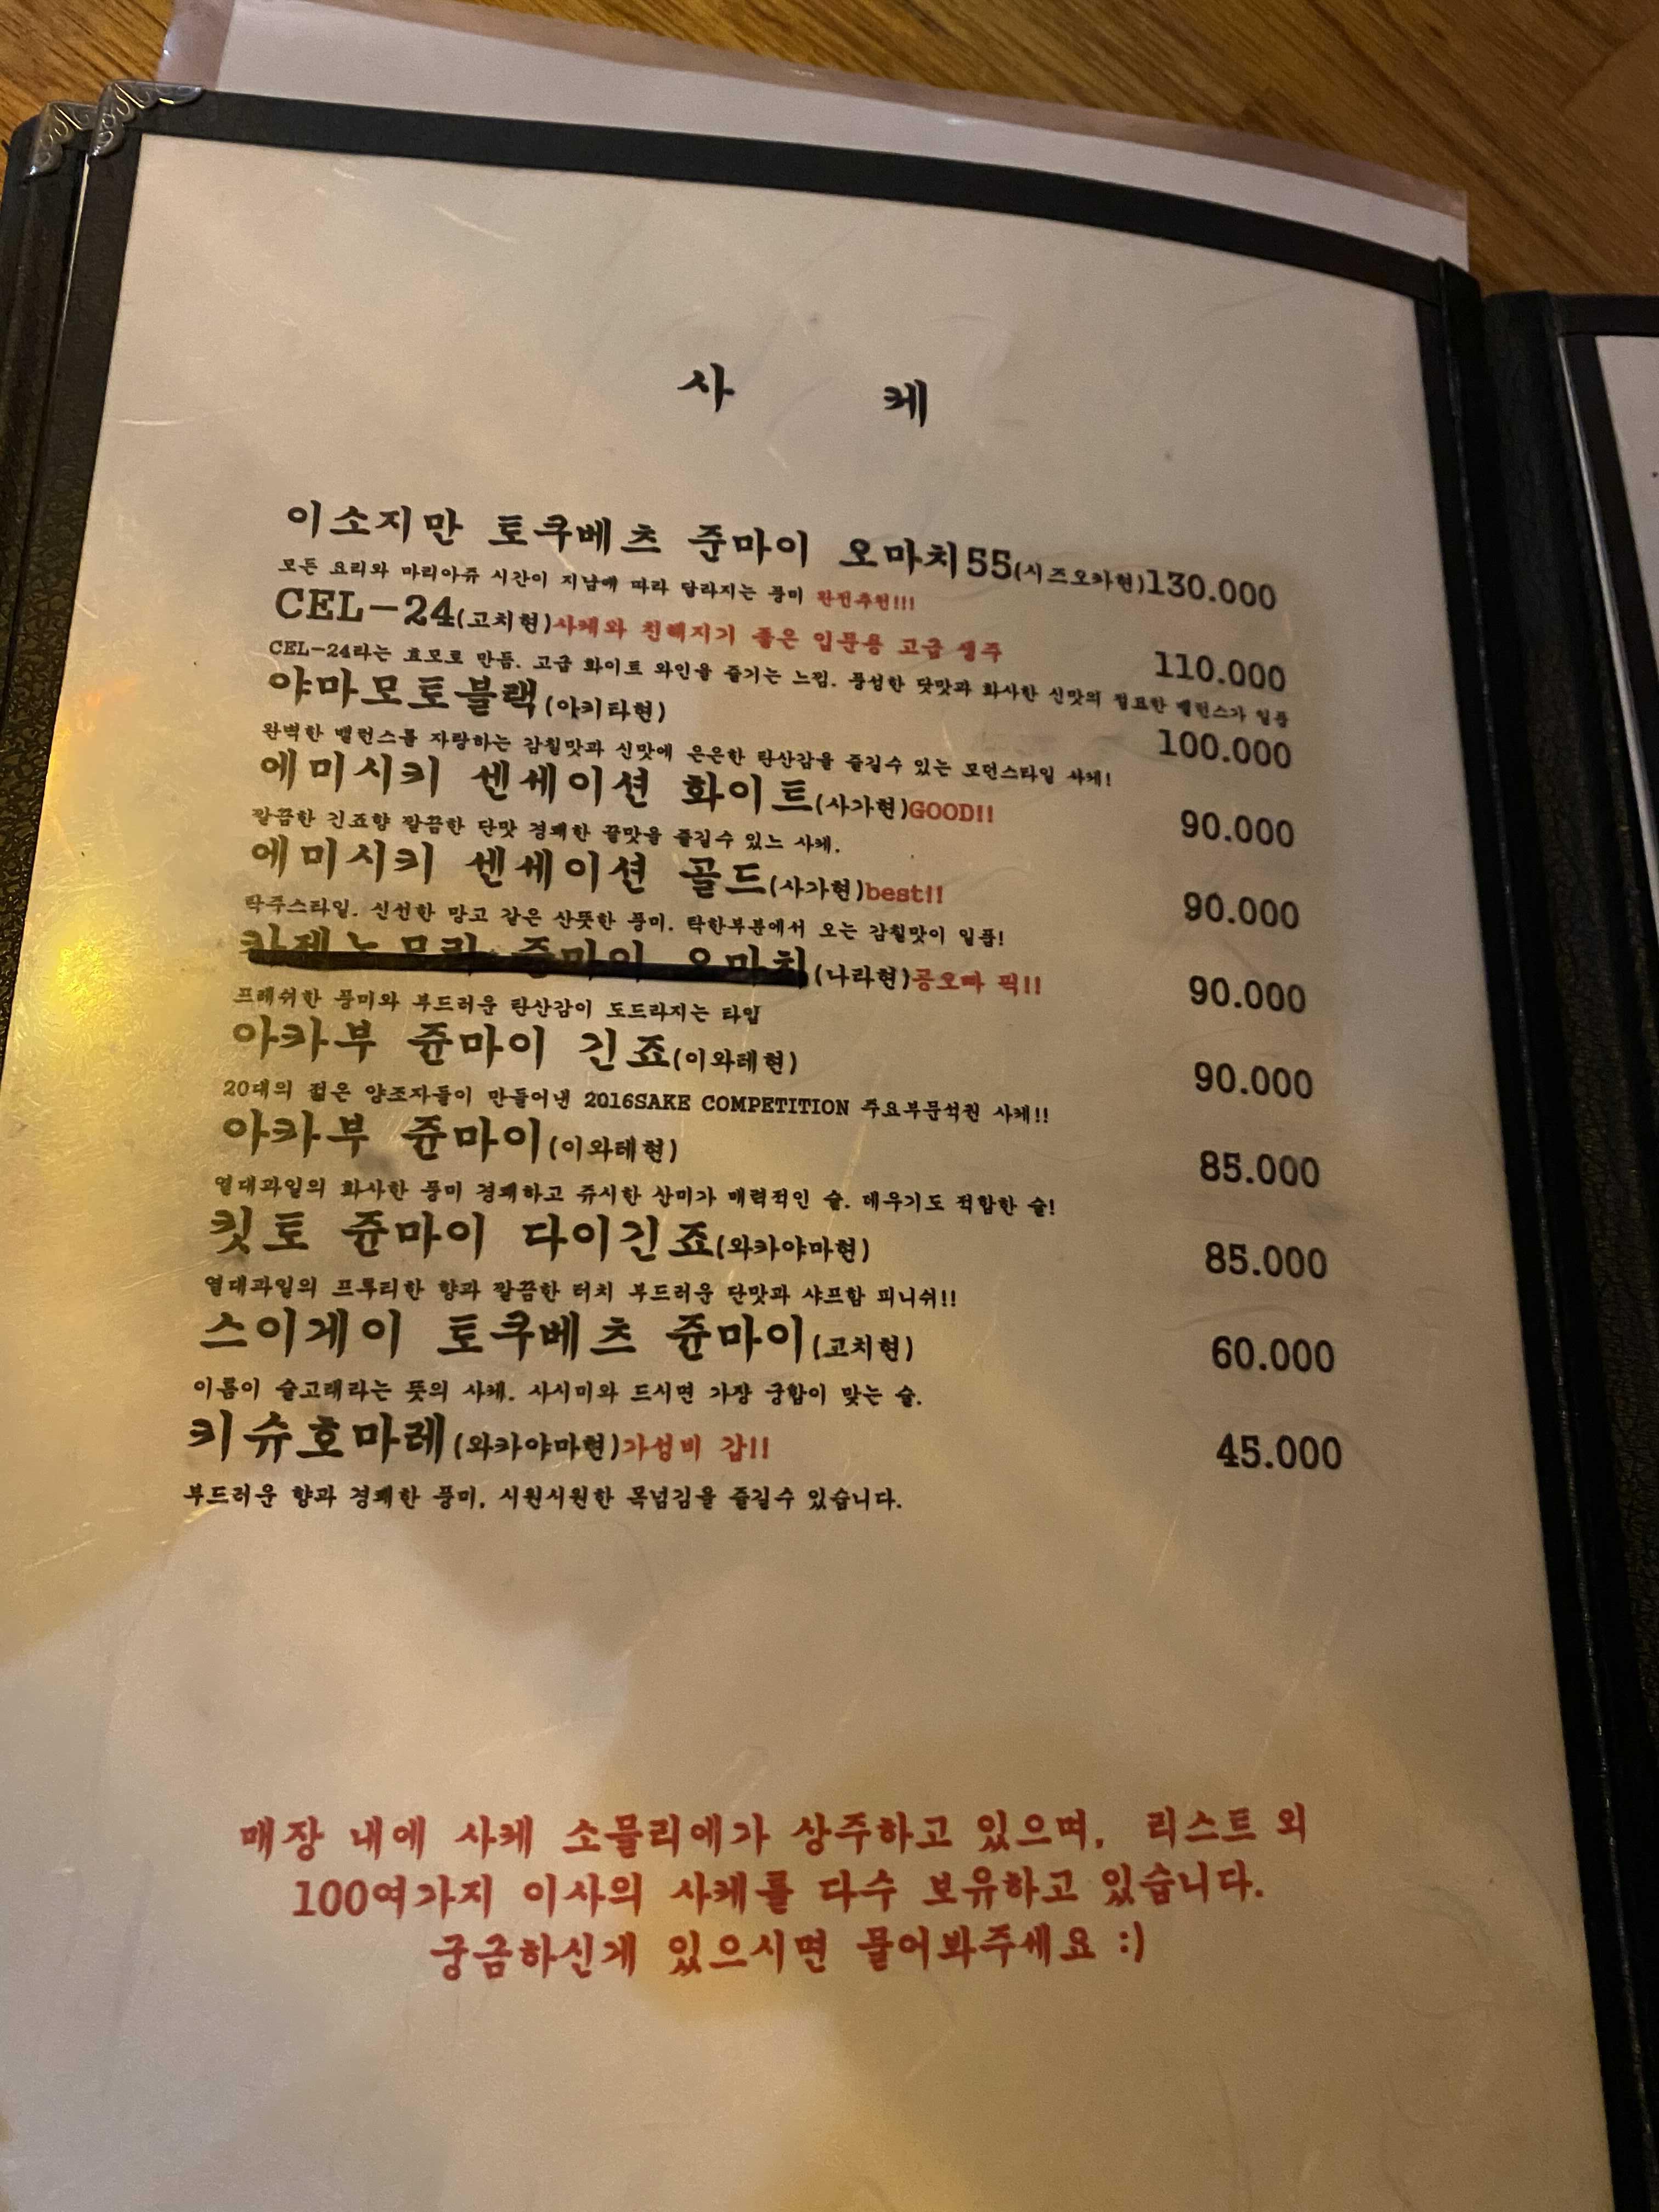 사 케
이소지만 토쿠베츠 준마이 오마치55(시즈오카현)130.000
모든 요리와 마리아쥬 시간이 지남에 따라 달라지는 풍미 완전추천!!!
CEL-24(고치현)사케와 친해지기 좋은 입문용 고급 생주 110.000
CEL-24라는 효모로 만듬. 고급 화이트 와인을 즐기는 느낌. 풍성한 단맛과 화사한 신맛의 절묘한 밸런스가 일품
야마모토블랙(아키타현) 100.000
완벽한 밸런스를 자랑하는 감칠맛과 신맛에 은은한 탄산감을 즐길수 있는 모던스타일 사케!
에미시키 센세이션 화이트(사가현)GOOD!! 90.000
깔끔한 긴죠향 깔끔한 단맛 경쾌한 끝맛을 즐길수 있느 사케.
에미시키 센세이션 골드(사가현)best!! 90.000
탁주스타일. 신선한 망고 같은 산뜻한 풍미. 탁한부분에서 오는 감칠맛이 일품!
카제노모리 준마이 오마치(나라현)공오빠 픽!! 90.000
프레쉬한 풍미와 부드러운 탄산감이 도드라지는 타입
아카부 쥰마이 긴죠(이와테현) 90.000
20대의 젊은 양조자들이 만들어낸 2016SAKE COMPETITION 주요부문석권 사케!!
아카부 쥰마이(이와테현) 85.000
열대과일의 화사한 풍미 경쾌하고 쥬시한 산미가 매력적인 술. 데우기도 적합한 술!
킷토 쥰마이 다이긴죠(와카야마현) 85.000
열대과일의 프루티한 향과 깔끔한 터치 부드러운 단맛과 샤프함 피니쉬!!
스이게이 토쿠베츠 쥰마이(고치현) 60.000
이름이 술고래라는 뜻의 사케. 사시미와 드시면 가장 궁합이 맞는 술.
키슈호마레(와카야마현)가성비 갑!! 45.000
부드러운 향과 경쾌한 풍미, 시원시원한 목넘김을 즐길수 있습니다.
매장 내에 사케 소믈리에가 상주하고 있으며, 리스트 외
100여가지 이사의 사케를 다수 보유하고 있습니다.
궁금하신게 있으시면 물어봐주세요 :)